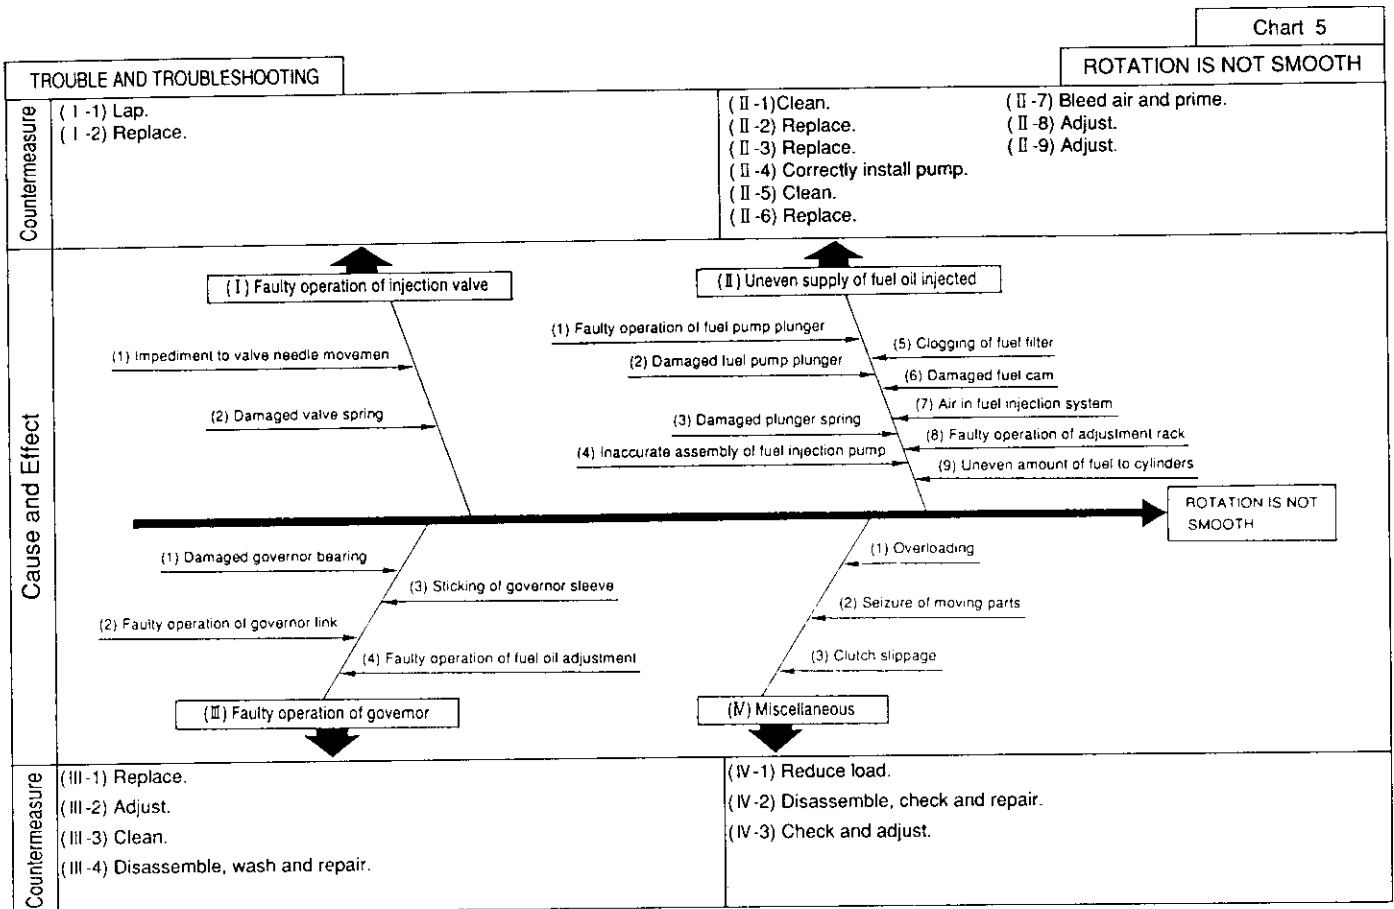 Chart 5
TROUBLE AND TROUBLESHOOTING
ROTATION IS NOT SMOOTH
Countermeasure
( I -1) Lap.
( I -2) Replace.
( II -1)Clean.
( II -2) Replace.
( II -3) Replace.
( II -4) Correctly install pump.
( II -5) Clean.
( II -6) Replace.
( II -7) Bleed air and prime.
( II -8) Adjust.
( II -9) Adjust.
Cause and Effect
( I ) Faulty operation of injection valve
(1) Impediment to valve needle movemen
(2) Damaged valve spring
(II) Uneven supply of fuel oil injected
(1) Faulty operation of fuel pump plunger
(2) Damaged fuel pump plunger
(3) Damaged plunger spring
(4) Inaccurate assembly of fuel injection pump
(5) Clogging of fuel filter
(6) Damaged fuel cam
(7) Air in fuel injection system
(8) Faulty operation of adjustment rack
(9) Uneven amount of fuel to cylinders
ROTATION IS NOT
SMOOTH
(1) Damaged governor bearing
(3) Sticking of governor sleeve
(2) Faulty operation of governor link
(4) Faulty operation of fuel oil adjustment
(III) Faulty operation of governor
(1) Overloading
(2) Seizure of moving parts
(3) Clutch slippage
(IV) Miscellaneous
Countermeasure
(III-1) Replace.
(III-2) Adjust.
(III-3) Clean.
(III-4) Disassemble, wash and repair.
(IV-1) Reduce load.
(IV-2) Disassemble, check and repair.
(IV-3) Check and adjust.